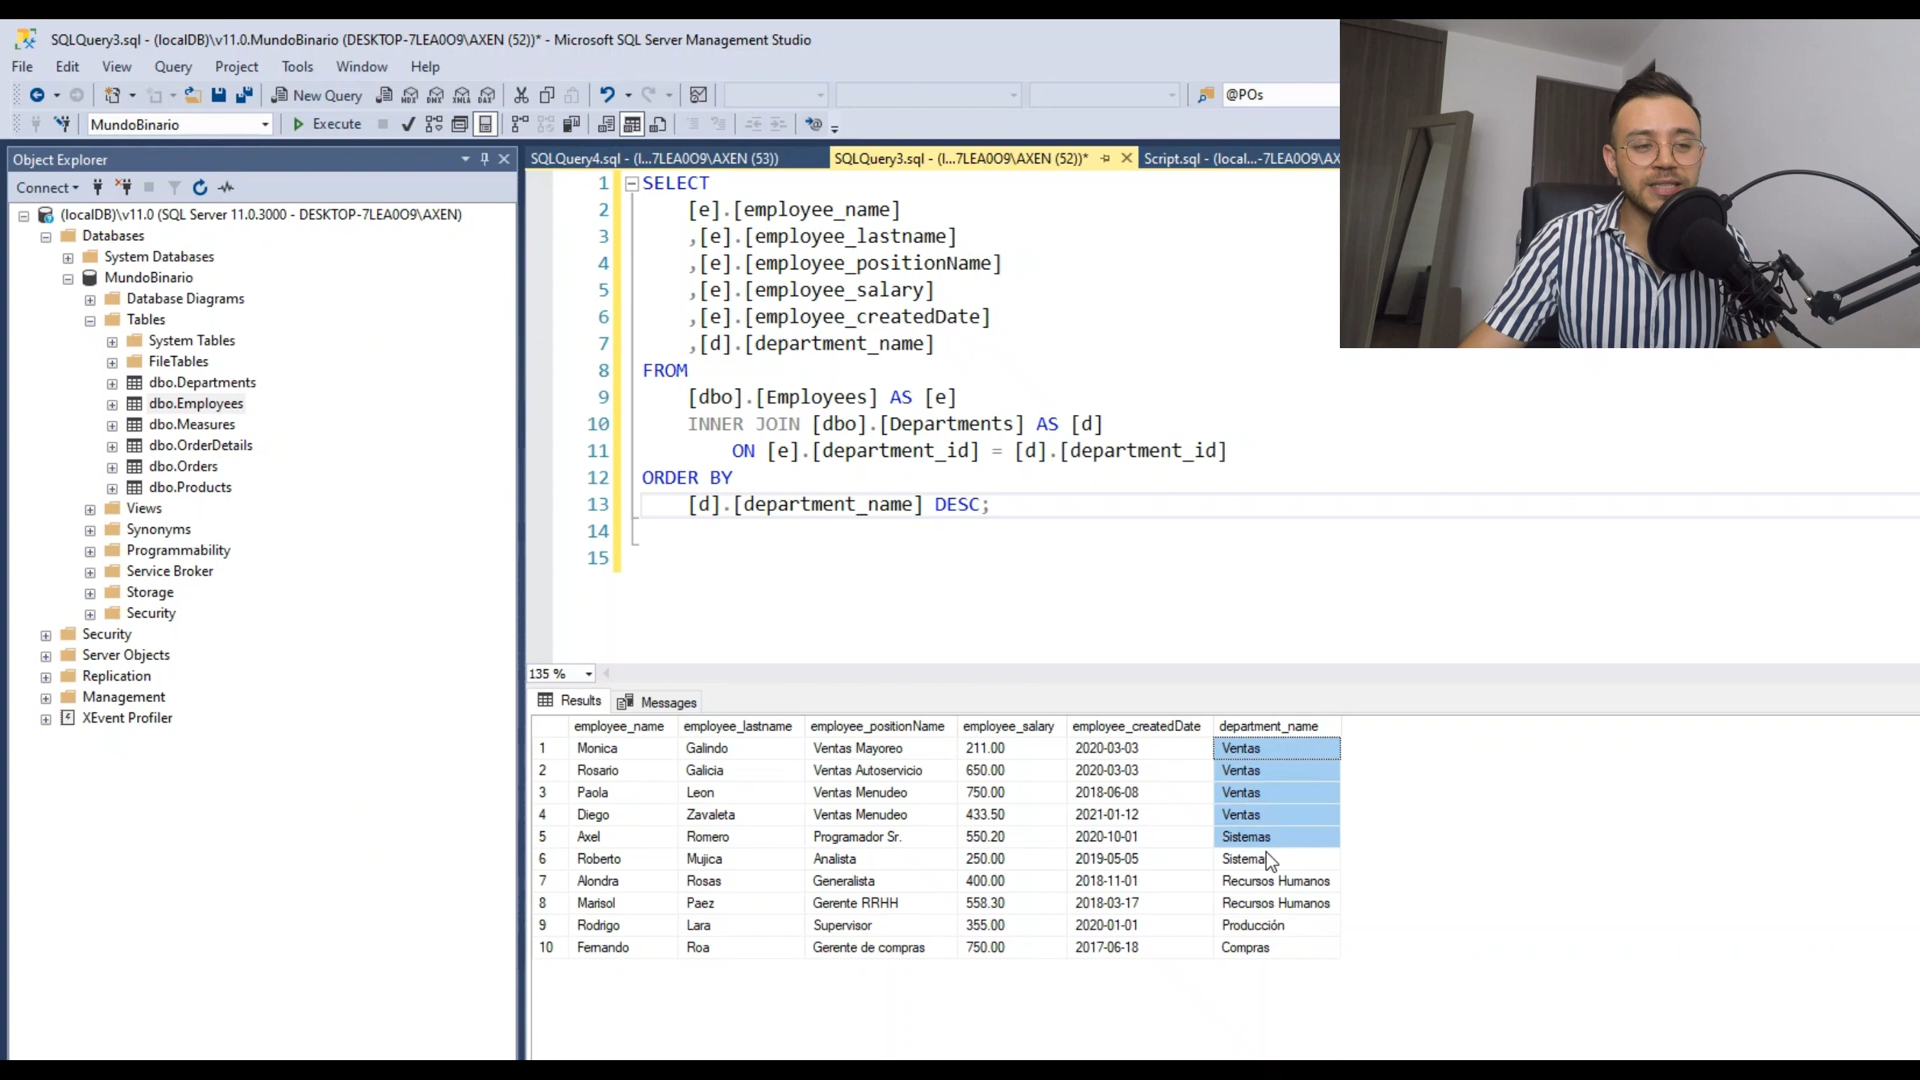 SQLQuery3.sql - (localDB)\v11.0.MundoBinario (DESKTOP-7LEA0O9\AXEN (52))* - Microsoft SQL Server Management Studio
File Edit View Query Project Tools Window Help
New Query MDX DMX XMLA DAX @POs
MundoBinario Execute
Object Explorer
Connect
(localDB)\v11.0 (SQL Server 11.0.3000 - DESKTOP-7LEA0O9\AXEN)
Databases
System Databases
MundoBinario
Database Diagrams
Tables
System Tables
FileTables
dbo.Departments
dbo.Employees
dbo.Measures
dbo.OrderDetails
dbo.Orders
dbo.Products
Views
Synonyms
Programmability
Service Broker
Storage
Security
Security
Server Objects
Replication
Management
XEvent Profiler
SQLQuery4.sql - (l...7LEA0O9\AXEN (53)) SQLQuery3.sql - (l...7LEA0O9\AXEN (52))* Script.sql - (local...-7LEA0O9\AX
1 SELECT
2 [e].[employee_name]
3 ,[e].[employee_lastname]
4 ,[e].[employee_positionName]
5 ,[e].[employee_salary]
6 ,[e].[employee_createdDate]
7 ,[d].[department_name]
8 FROM
9 [dbo].[Employees] AS [e]
10 INNER JOIN [dbo].[Departments] AS [d]
11 ON [e].[department_id] = [d].[department_id]
12 ORDER BY
13 [d].[department_name] DESC;
14
15
135 %
Results Messages
employee_name employee_lastname employee_positionName employee_salary employee_createdDate department_name
1 Monica Galindo Ventas Mayoreo 211.00 2020-03-03 Ventas
2 Rosario Galicia Ventas Autoservicio 650.00 2020-03-03 Ventas
3 Paola Leon Ventas Menudeo 750.00 2018-06-08 Ventas
4 Diego Zavaleta Ventas Menudeo 433.50 2021-01-12 Ventas
5 Axel Romero Programador Sr. 550.20 2020-10-01 Sistemas
6 Roberto Mujica Analista 250.00 2019-05-05 Sistema
7 Alondra Rosas Generalista 400.00 2018-11-01 Recursos Humanos
8 Marisol Paez Gerente RRHH 558.30 2018-03-17 Recursos Humanos
9 Rodrigo Lara Supervisor 355.00 2020-01-01 Producción
10 Fernando Roa Gerente de compras 750.00 2017-06-18 Compras